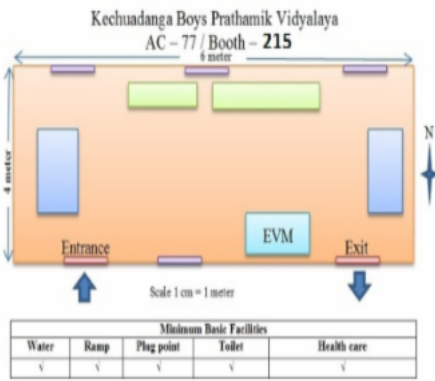 Kechuadanga Boys Prathamik Vidyalaya
AC – 77 / Booth – 215
6 meter
4 meter
N
EVM
Entrance
Exit
Scale 1 cm = 1 meter
Minimum Basic Facilities
Water Ramp Plug point Toilet Health care
√ √ √ √ √